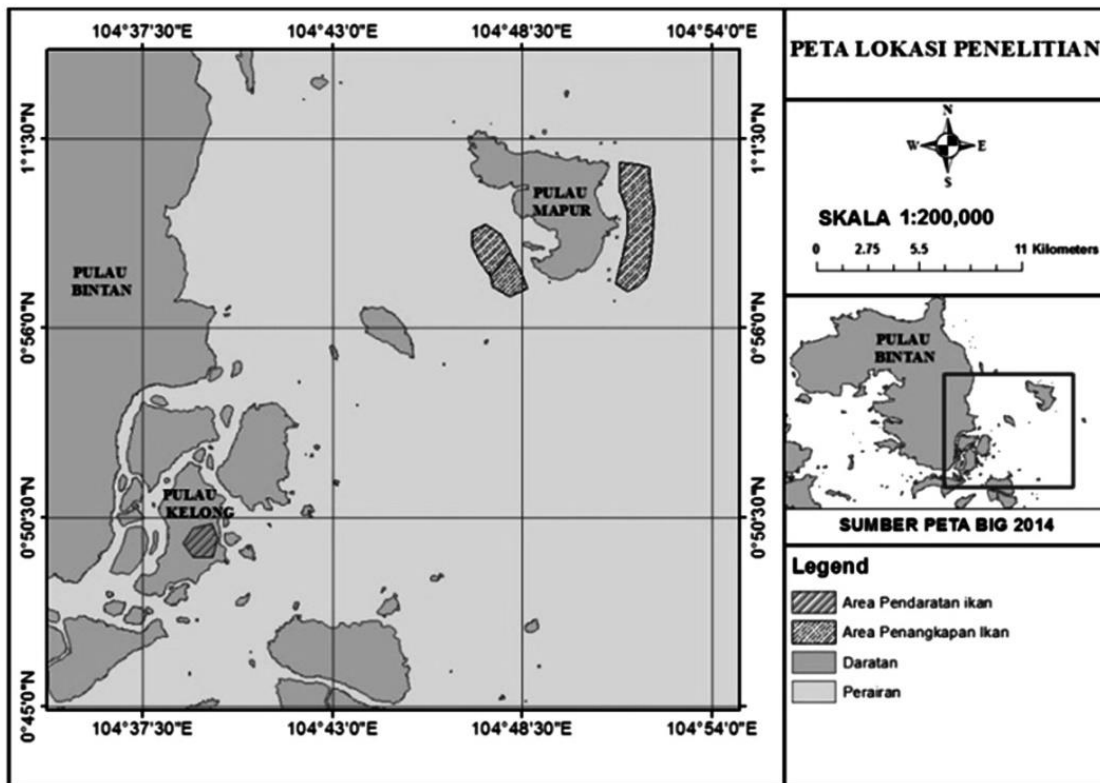 104°37'30"E 104°43'0"E 104°48'30"E 104°54'0"E
1°1'30"N 1°1'30"N
PULAU
MAPUR
PULAU
BINTAN
0°56'0"N 0°56'0"N
PULAU
KELONG
0°50'30"N 0°50'30"N
0°45'0"N 0°45'0"N
104°37'30"E 104°43'0"E 104°48'30"E 104°54'0"E
PETA LOKASI PENELITIAN
N
W E
S
SKALA 1:200,000
0 2.75 5.5 11 Kilometers
PULAU
BINTAN
SUMBER PETA BIG 2014
Legend
Area Pendaratan ikan
Area Penangkapan Ikan
Daratan
Perairan